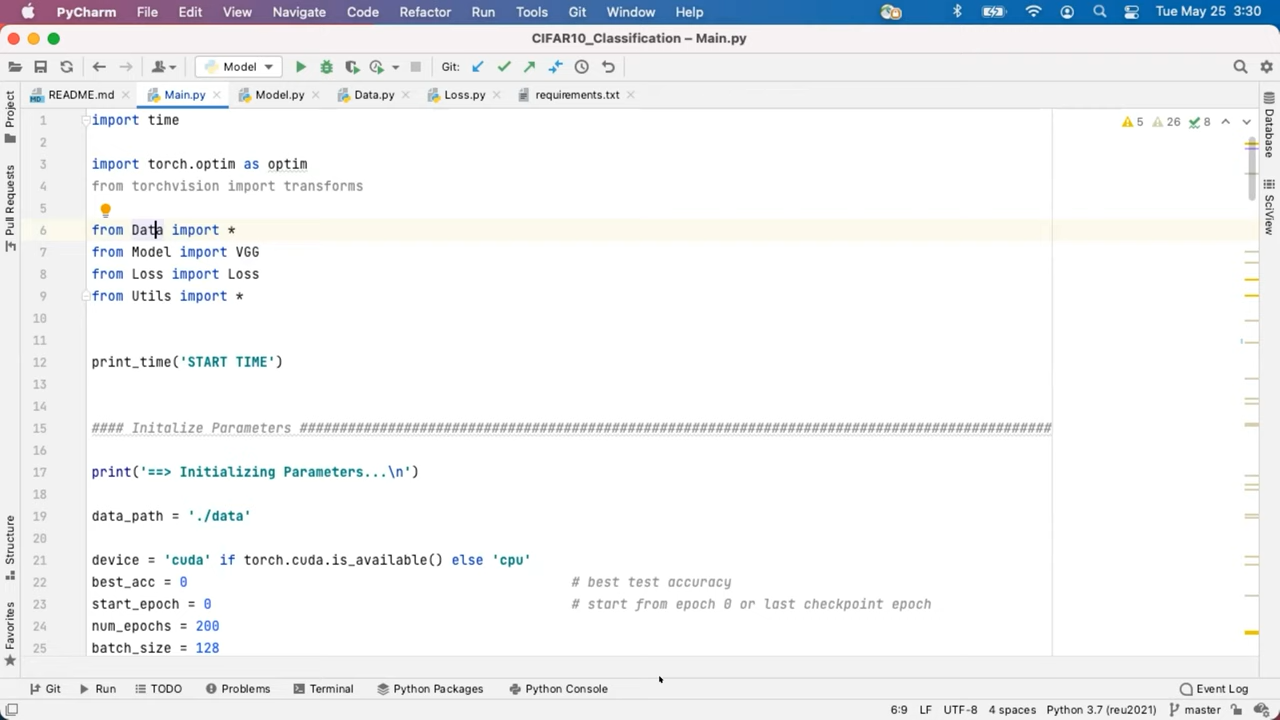 PyCharm File Edit View Navigate Code Refactor Run Tools Git Window Help Tue May 25 3:30
CIFAR10_Classification – Main.py
Model Git:
README.md Main.py Model.py Data.py Loss.py requirements.txt
Project
Pull Requests
Structure
Favorites
5 26 8
Database
SciView
1 import time
2
3 import torch.optim as optim
4 from torchvision import transforms
5
6 from Data import *
7 from Model import VGG
8 from Loss import Loss
9 from Utils import *
10
11
12 print_time('START TIME')
13
14
15 #### Initalize Parameters ##############################################################################################
16
17 print('==> Initializing Parameters...\n')
18
19 data_path = './data'
20
21 device = 'cuda' if torch.cuda.is_available() else 'cpu'
22 best_acc = 0 # best test accuracy
23 start_epoch = 0 # start from epoch 0 or last checkpoint epoch
24 num_epochs = 200
25 batch_size = 128
Git Run TODO Problems Terminal Python Packages Python Console Event Log
6:9 LF UTF-8 4 spaces Python 3.7 (reu2021) master